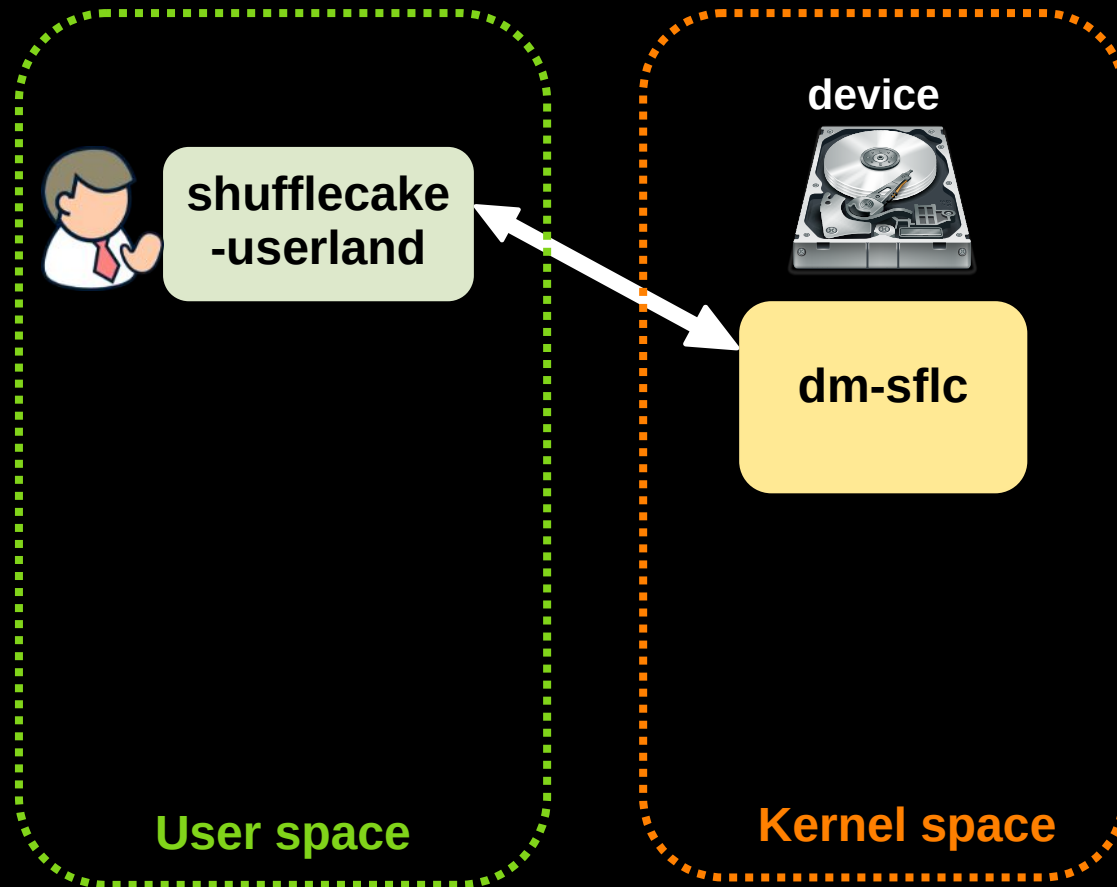 device
shufflecake
-userland
dm-sflc
User space
Kernel space